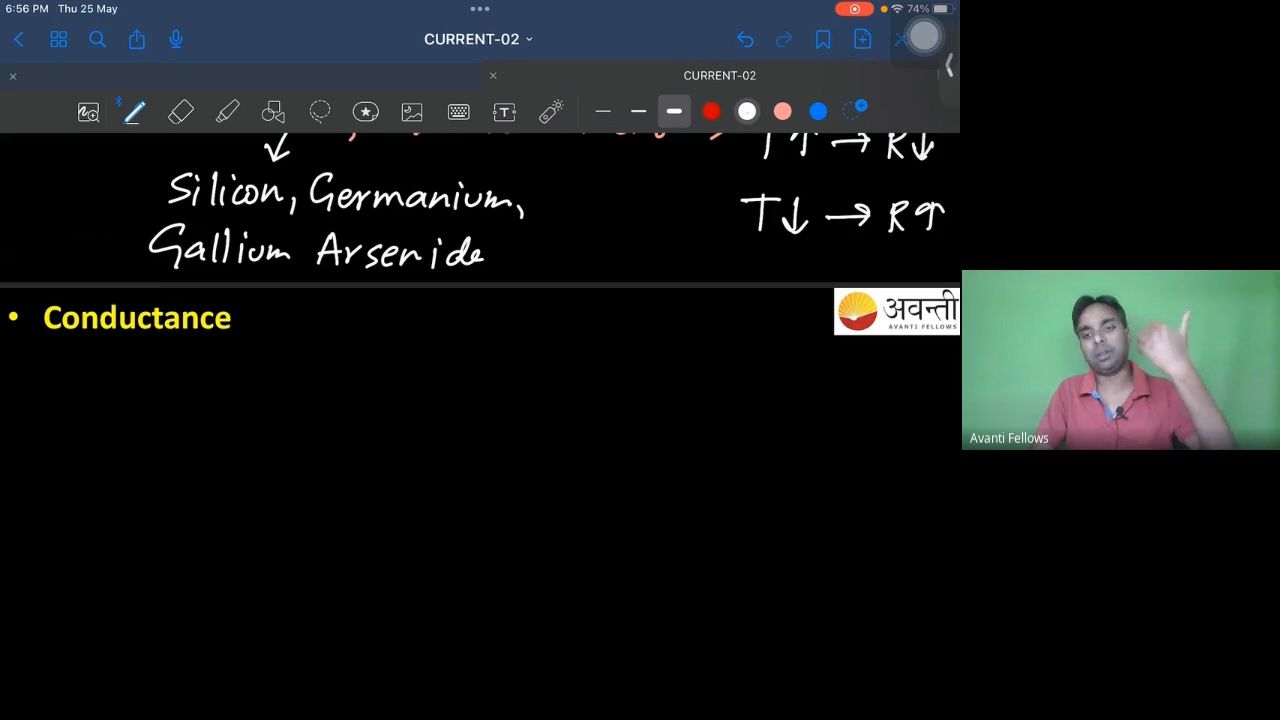 6:56 PM Thu 25 May
74%
CURRENT-02
CURRENT-02
T↑ → R↓
Silicon, Germanium,
T↓ → R↑
Gallium Arsenide
• Conductance
अवन्ती
AVANTI FELLOWS
Avanti Fellows